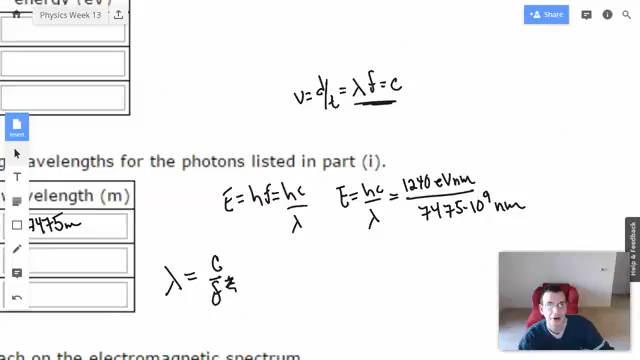 energy (eV)
Physics Week 13
Share
v = d/t = λf = c
Insert
wavelengths for the photons listed in part (i).
wavelength (m)
7475m
E = hf = hc/λ E = hc/λ = 1240 eVnm / 7475·10⁹ nm
λ = c/f
each on the electromagnetic spectrum
Help & Feedback